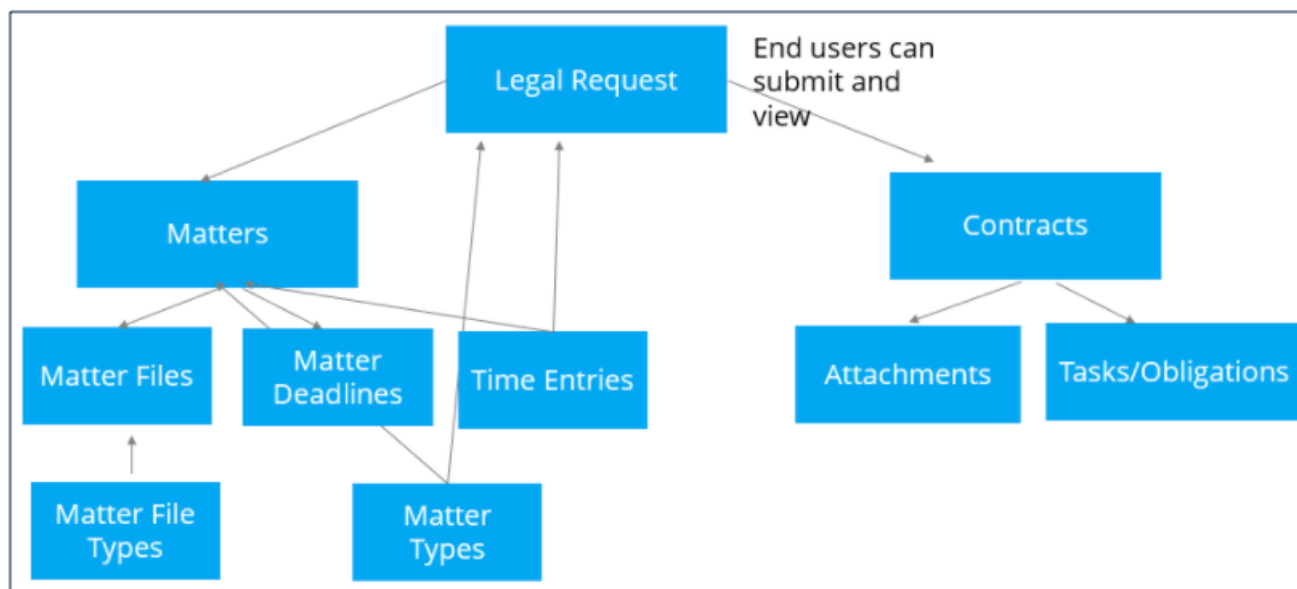 Legal Request
End users can
submit and
view
Matters
Contracts
Matter Files
Matter
Deadlines
Time Entries
Attachments
Tasks/Obligations
Matter File
Types
Matter
Types